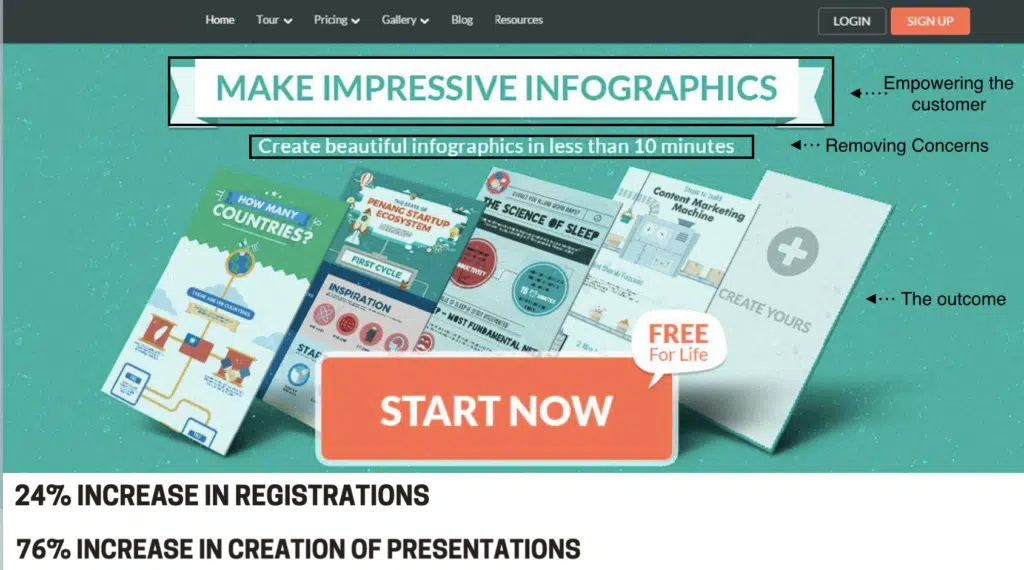 Home Tour Pricing Gallery Blog Resources LOGIN SIGN UP
MAKE IMPRESSIVE INFOGRAPHICS
Empowering the
customer
Create beautiful infographics in less than 10 minutes
Removing Concerns
HOW MANY
COUNTRIES?
THE STATE OF
PENANG STARTUP
ECOSYSTEM
FIRST CYCLE
INSPIRATION
THE SCIENCE OF SLEEP
Steps to build
Content Marketing
Machine
CREATE YOURS
The outcome
FREE
For Life
START NOW
24% INCREASE IN REGISTRATIONS
76% INCREASE IN CREATION OF PRESENTATIONS